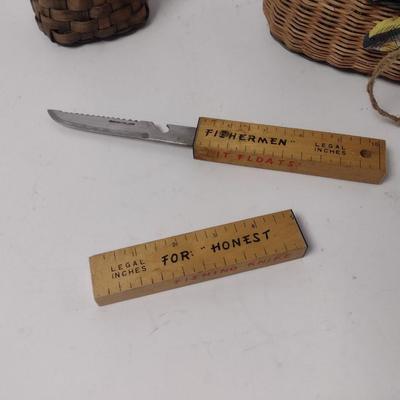 FISHERMEN"
LEGAL
INCHES
"IT FLOATS"
LEGAL
INCHES
FOR: "HONEST
FISHING KNIFE